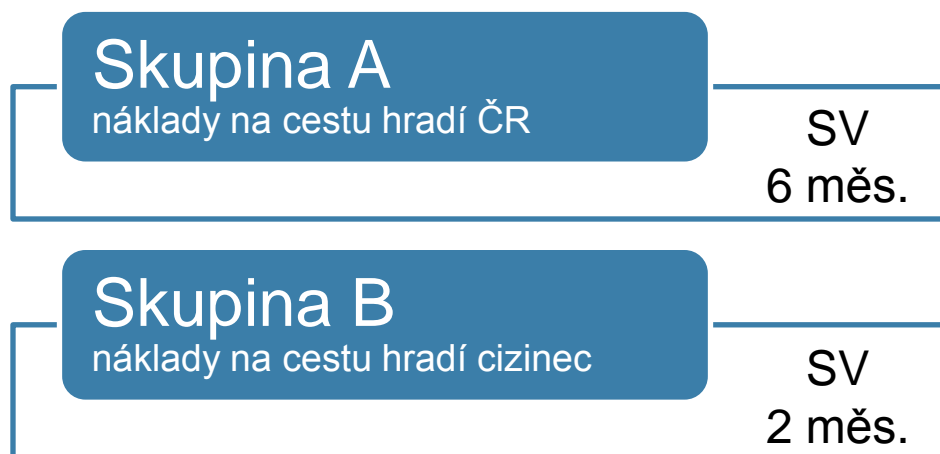 Skupina A
náklady na cestu hradí ČR
SV
6 měs.
Skupina B
náklady na cestu hradí cizinec
SV
2 měs.